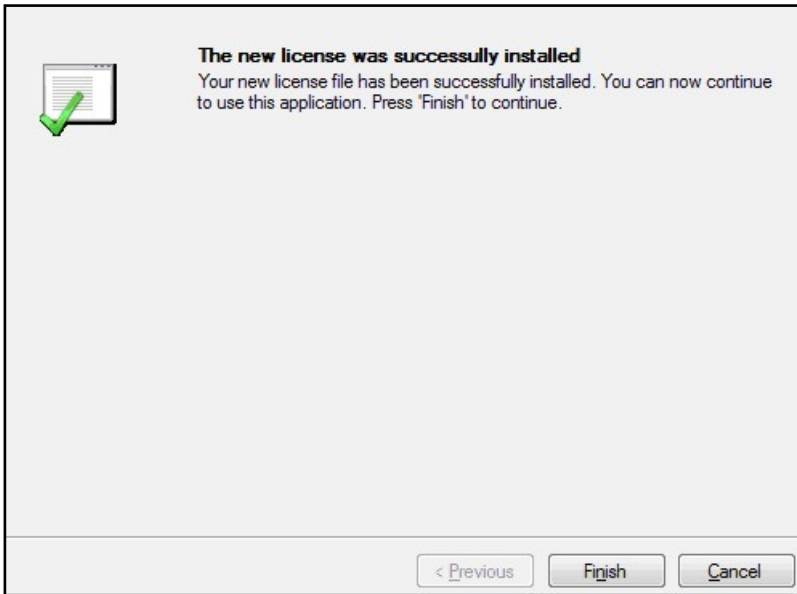 The new license was successully installed
Your new license file has been successfully installed. You can now continue
to use this application. Press 'Finish' to continue.
< Previous
Finish
Cancel